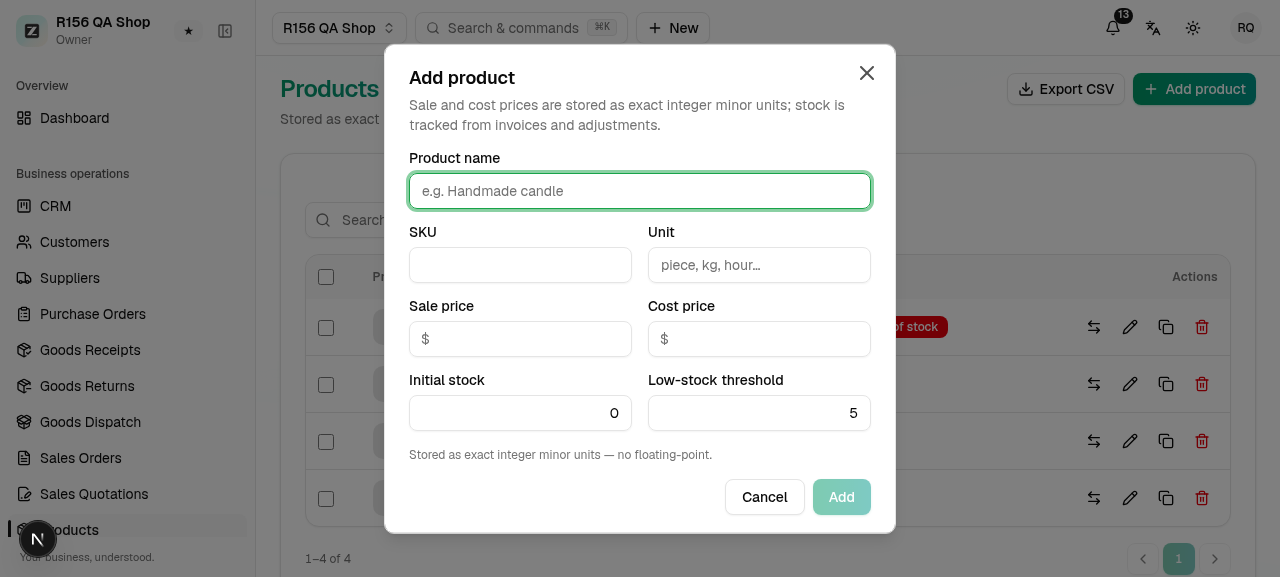 R156 QA Shop
Owner
★
R156 QA Shop
Search & commands
⌘K
New
13
RQ
Overview
Dashboard
Business operations
CRM
Customers
Suppliers
Purchase Orders
Goods Receipts
Goods Returns
Goods Dispatch
Sales Orders
Sales Quotations
Products
N
Your business, understood.
Products
Stored as exact
Export CSV
Add product
Search
Actions
of stock
1–4 of 4
1
Add product
Sale and cost prices are stored as exact integer minor units; stock is
tracked from invoices and adjustments.
Product name
e.g. Handmade candle
SKU
Unit
piece, kg, hour...
Sale price
Cost price
$
$
Initial stock
Low-stock threshold
0
5
Stored as exact integer minor units — no floating-point.
Cancel
Add